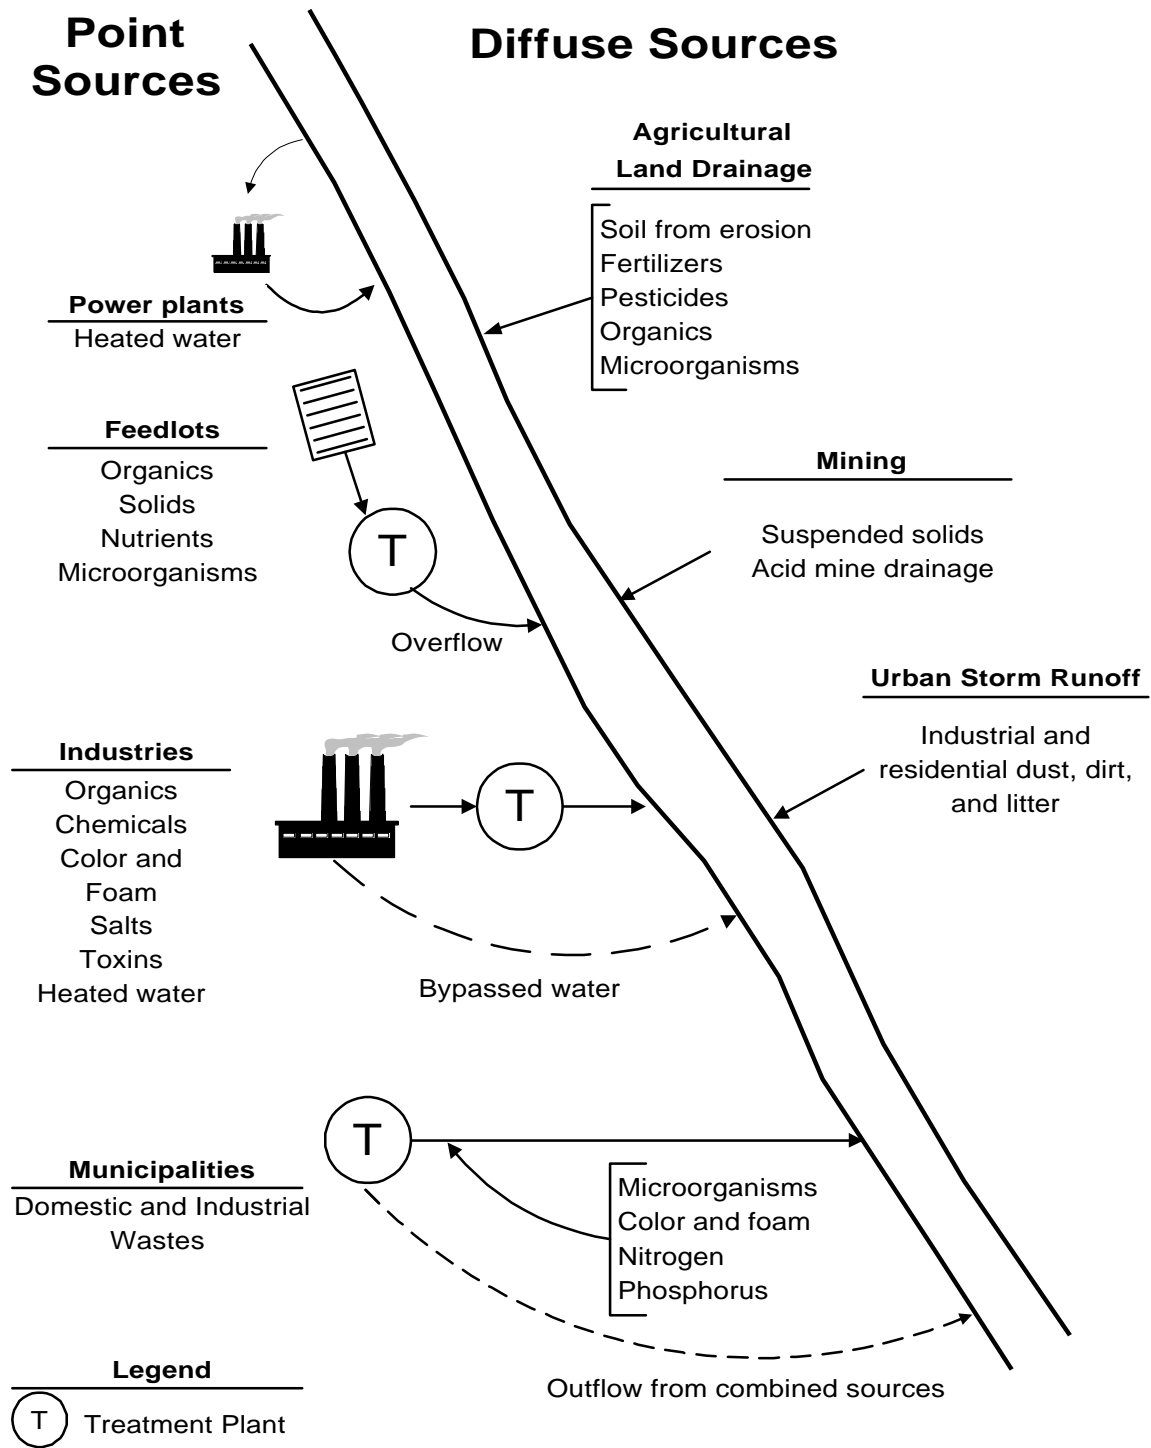 Point
Sources
Diffuse Sources
Agricultural
Land Drainage
Soil from erosion
Fertilizers
Pesticides
Organics
Microorganisms
Power plants
Heated water
Feedlots
Organics
Solids
Nutrients
Microorganisms
T
Overflow
Mining
Suspended solids
Acid mine drainage
Urban Storm Runoff
Industrial and
residential dust, dirt,
and litter
Industries
Organics
Chemicals
Color and
Foam
Salts
Toxins
Heated water
T
Bypassed water
T
Municipalities
Domestic and Industrial
Wastes
Microorganisms
Color and foam
Nitrogen
Phosphorus
Outflow from combined sources
Legend
T Treatment Plant